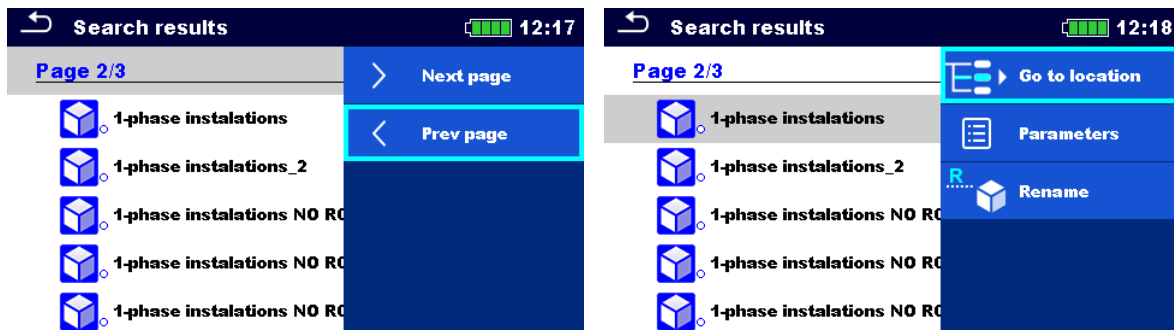 Search results 12:17
Page 2/3
1-phase instalations
1-phase instalations_2
1-phase instalations NO
1-phase instalations NO
1-phase instalations NO
Next page
Prev page
Search results 12:18
Page 2/3
1-phase instalations
1-phase instalations_2
1-phase instalations NO
1-phase instalations NO
1-phase instalations NO
Go to location
Parameters
R
Rename